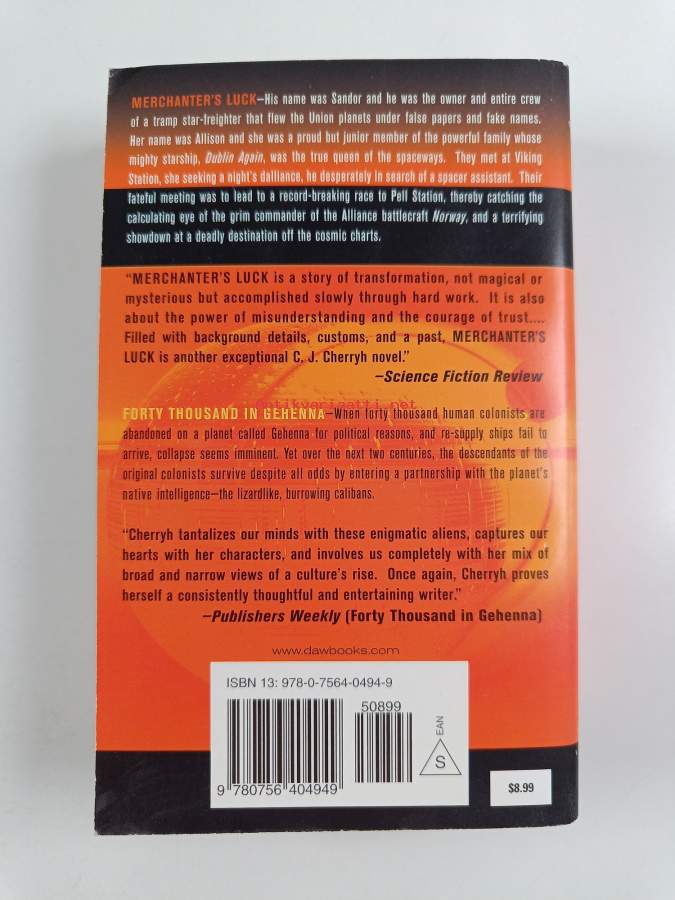 MERCHANTER'S LUCK—His name was Sandor and he was the owner and entire crew
of a tramp star-freighter that flew the Union planets under false papers and fake names.
Her name was Allison and she was a proud but junior member of the powerful family whose
mighty starship, Dublin Again, was the true queen of the spaceways. They met at Viking
Station, she seeking a night's dalliance, he desperately in search of a spacer assistant. Their
fateful meeting was to lead to a record-breaking race to Pell Station, thereby catching the
calculating eye of the grim commander of the Alliance battlecraft Norway, and a terrifying
showdown at a deadly destination off the cosmic charts.
"MERCHANTER'S LUCK is a story of transformation, not magical or
mysterious but accomplished slowly through hard work. It is also
about the power of misunderstanding and the courage of trust....
Filled with background details, customs, and a past, MERCHANTER'S
LUCK is another exceptional C. J. Cherryh novel."
—Science Fiction Review
antikvariaatti.net
FORTY THOUSAND IN GEHENNA—When forty thousand human colonists are
abandoned on a planet called Gehenna for political reasons, and re-supply ships fail to
arrive, collapse seems imminent. Yet over the next two centuries, the descendants of the
original colonists survive despite all odds by entering a partnership with the planet's
native intelligence—the lizardlike, burrowing calibans.
"Cherryh tantalizes our minds with these enigmatic aliens, captures our
hearts with her characters, and involves us completely with her mix of
broad and narrow views of a culture's rise. Once again, Cherryh proves
herself a consistently thoughtful and entertaining writer."
—Publishers Weekly (Forty Thousand in Gehenna)
www.dawbooks.com
ISBN 13: 978-0-7564-0494-9
50899
EAN
S
9 780756 404949
$8.99